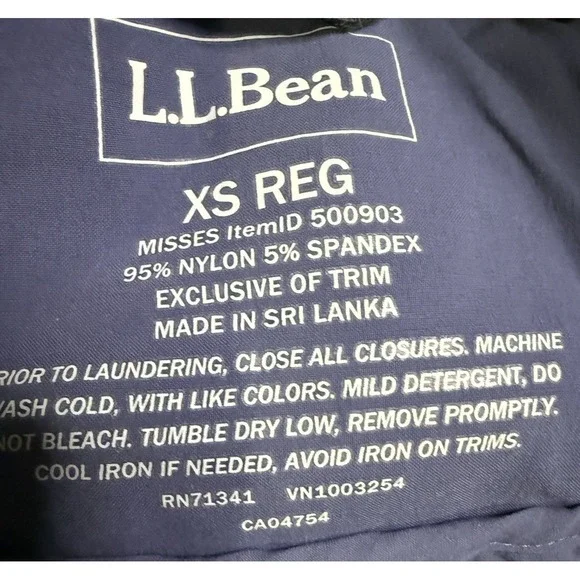 L.L.Bean
XS REG
MISSES ItemID 500903
95% NYLON 5% SPANDEX
EXCLUSIVE OF TRIM
MADE IN SRI LANKA
RIOR TO LAUNDERING, CLOSE ALL CLOSURES. MACHINE
WASH COLD, WITH LIKE COLORS. MILD DETERGENT, DO
NOT BLEACH. TUMBLE DRY LOW, REMOVE PROMPTLY.
COOL IRON IF NEEDED, AVOID IRON ON TRIMS.
RN71341 VN1003254
CA04754